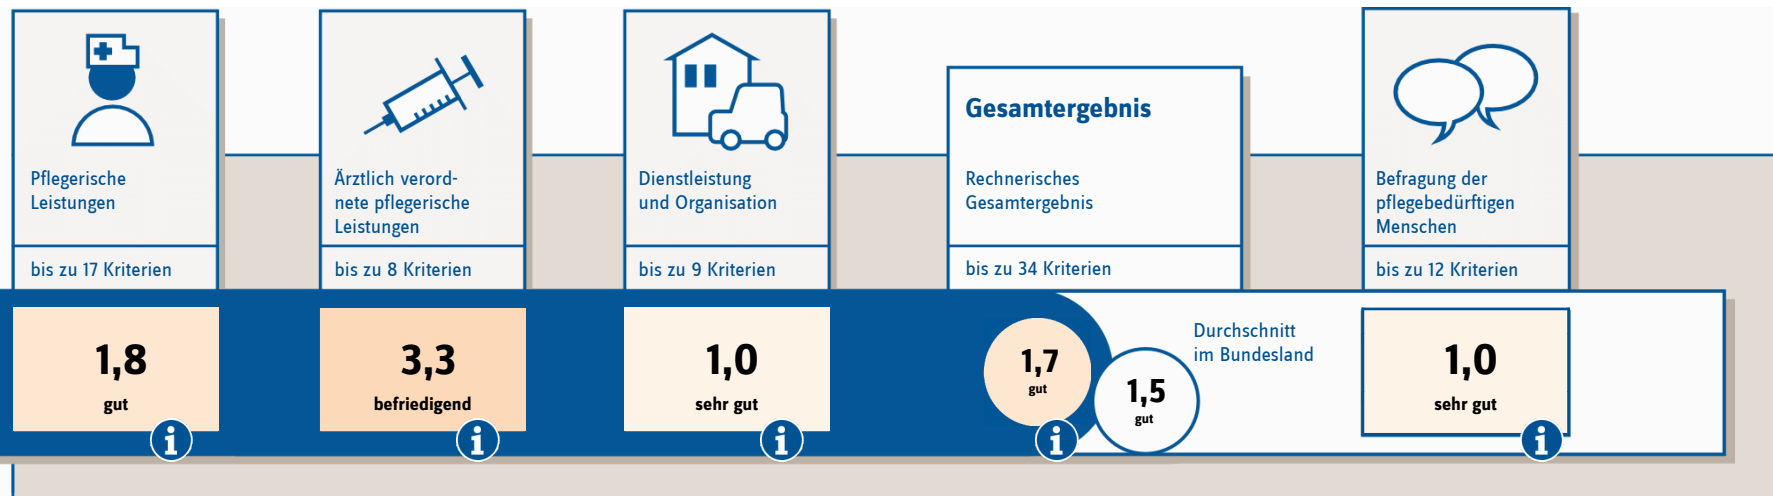 Pflegerische
Leistungen
bis zu 17 Kriterien
1,8
gut
i
Ärztlich verord-
nete pflegerische
Leistungen
bis zu 8 Kriterien
3,3
befriedigend
i
Dienstleistung
und Organisation
bis zu 9 Kriterien
1,0
sehr gut
i
Gesamtergebnis
Rechnerisches
Gesamtergebnis
bis zu 34 Kriterien
1,7
gut
i
1,5
gut
Durchschnitt
im Bundesland
Befragung der
pflegebedürftigen
Menschen
bis zu 12 Kriterien
1,0
sehr gut
i